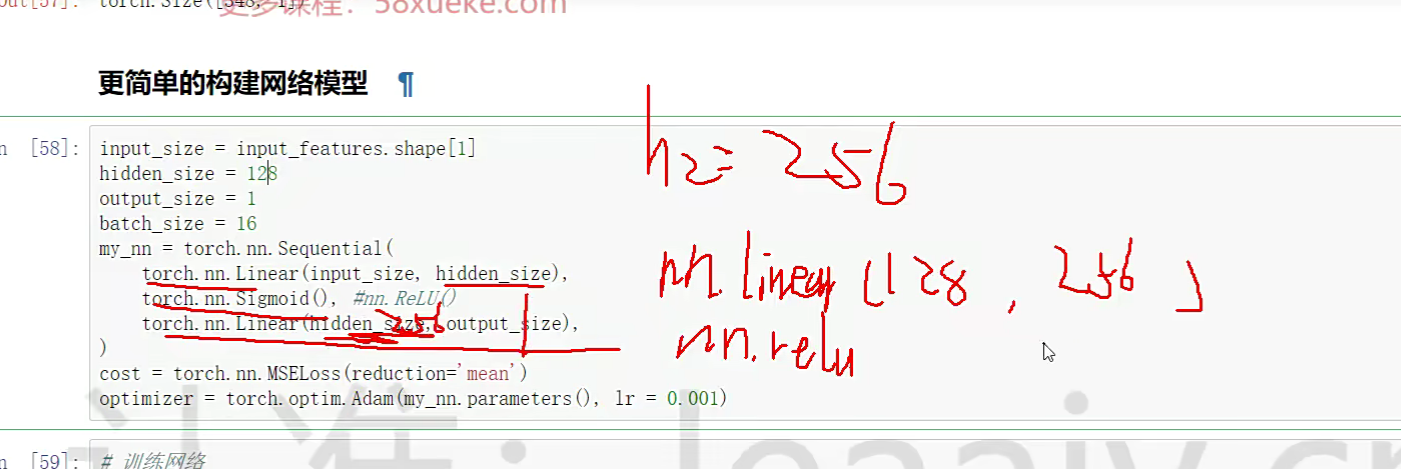 torch.Size([348, 1])
更多课程：58xueke.com
更简单的构建网络模型 ¶
[58]:
input_size = input_features.shape[1]
hidden_size = 128
output_size = 1
batch_size = 16
my_nn = torch.nn.Sequential(
torch.nn.Linear(input_size, hidden_size),
torch.nn.Sigmoid(), #nn.ReLU()
torch.nn.Linear(hidden_size, output_size),
256
)
cost = torch.nn.MSELoss(reduction='mean')
optimizer = torch.optim.Adam(my_nn.parameters(), lr = 0.001)
h2=256
nn.linear (128, 256)
nn.relu
[59]: # 训练网络